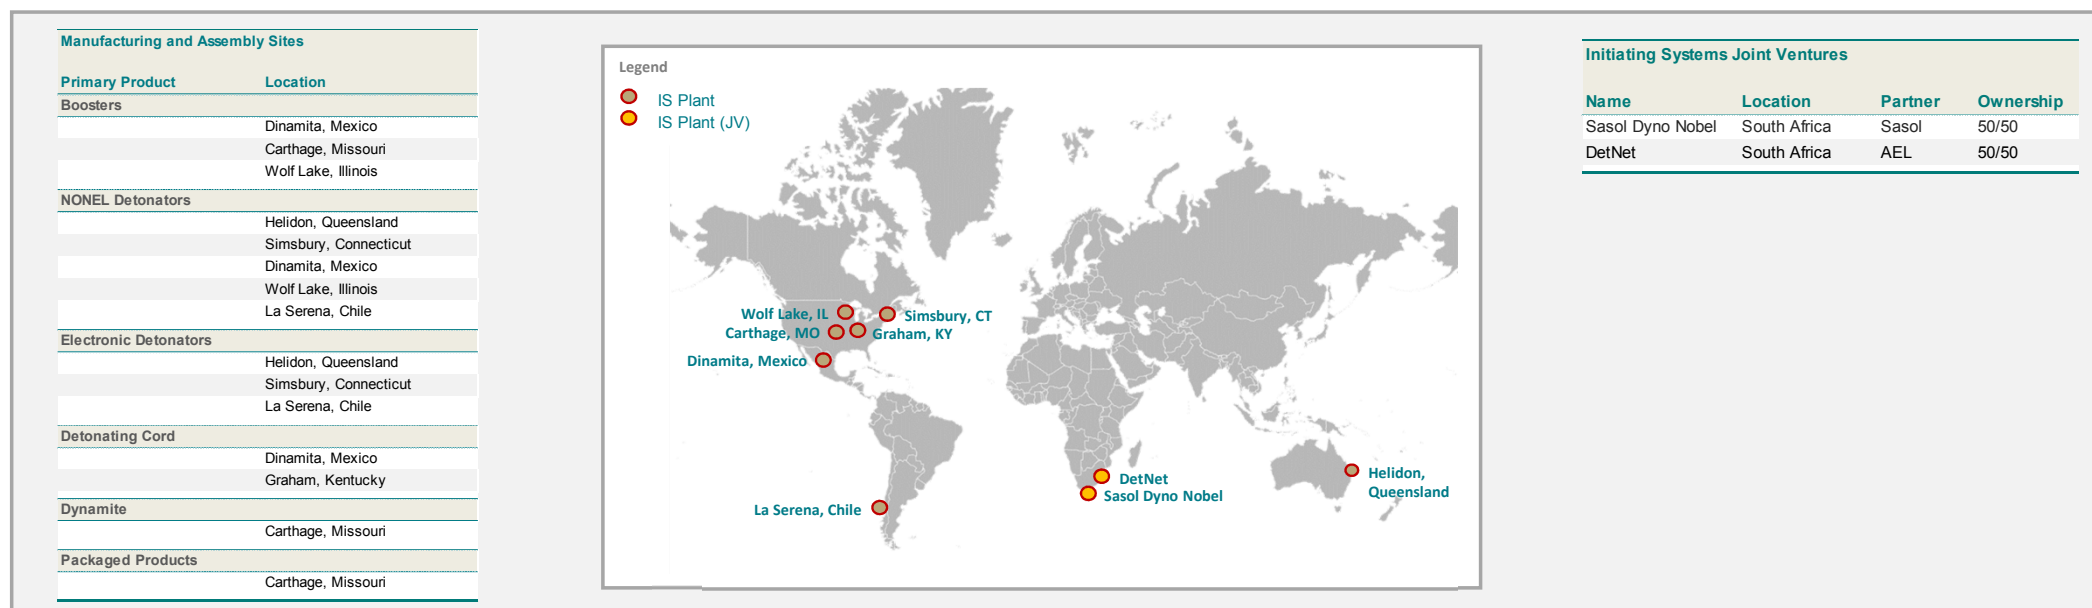 Manufacturing and Assembly Sites
Primary Product Location
Boosters
Dinamita, Mexico
Carthage, Missouri
Wolf Lake, Illinois
NONEL Detonators
Helidon, Queensland
Simsbury, Connecticut
Dinamita, Mexico
Wolf Lake, Illinois
La Serena, Chile
Electronic Detonators
Helidon, Queensland
Simsbury, Connecticut
La Serena, Chile
Detonating Cord
Dinamita, Mexico
Graham, Kentucky
Dynamite
Carthage, Missouri
Packaged Products
Carthage, Missouri
Legend
IS Plant
IS Plant (JV)
Wolf Lake, IL
Simsbury, CT
Carthage, MO
Graham, KY
Dinamita, Mexico
La Serena, Chile
DetNet
Sasol Dyno Nobel
Helidon,
Queensland
Initiating Systems Joint Ventures
Name Location Partner Ownership
Sasol Dyno Nobel South Africa Sasol 50/50
DetNet South Africa AEL 50/50